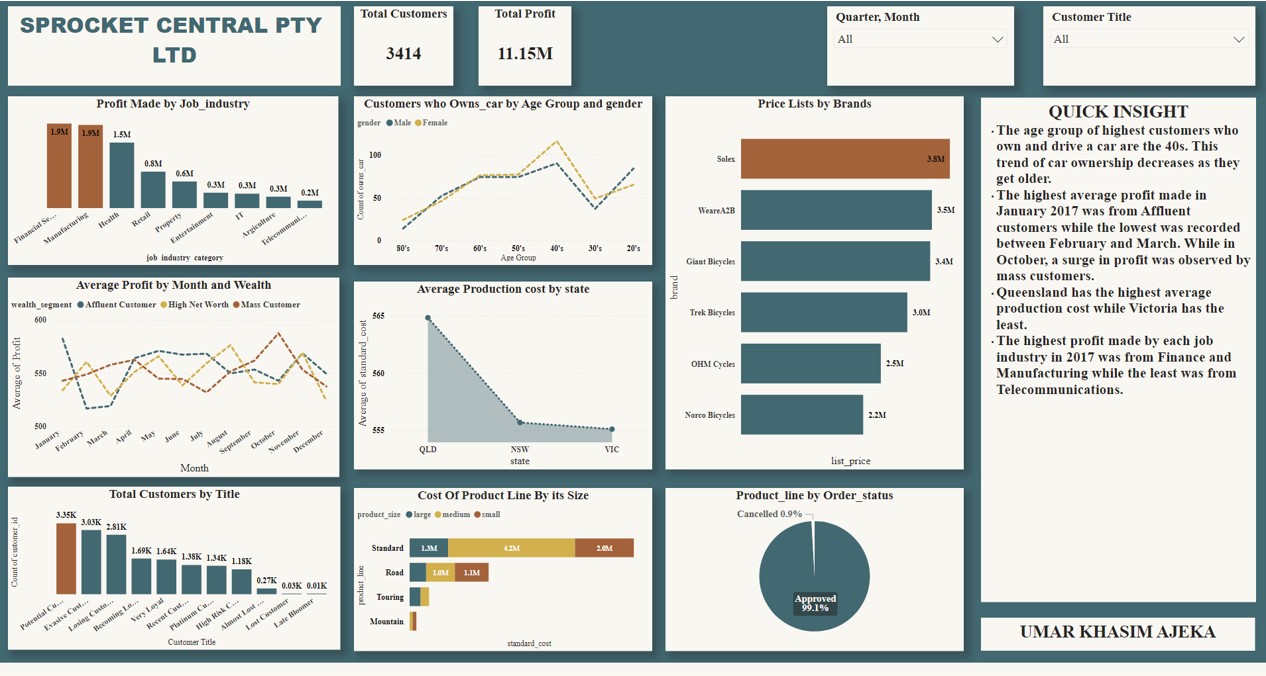 SPROCKET CENTRAL PTY
LTD
Total Customers
3414
Total Profit
11.15M
Quarter, Month
All
Customer Title
All
Profit Made by Job_industry
1.9M
1.9M
1.5M
0.8M
0.6M
0.3M
0.3M
0.3M
0.2M
Financial Se...
Manufacturing
Health
Retail
Property
Entertainment
IT
Argiculture
Telecommuni...
job_industry_category
Customers who Owns_car by Age Group and gender
gender Male Female
Count of owns_car
100
50
0
80's 70's 60's 50's 40's 30's 20's
Age Group
Price Lists by Brands
brand
Solex 3.8M
WeareA2B 3.5M
Giant Bicycles 3.4M
Trek Bicycles 3.0M
OHM Cycles 2.5M
Norco Bicycles 2.2M
list_price
QUICK INSIGHT
· The age group of highest customers who
own and drive a car are the 40s. This
trend of car ownership decreases as they
get older.
· The highest average profit made in
January 2017 was from Affluent
customers while the lowest was recorded
between February and March. While in
October, a surge in profit was observed by
mass customers.
· Queensland has the highest average
production cost while Victoria has the
least.
· The highest profit made by each job
industry in 2017 was from Finance and
Manufacturing while the least was from
Telecommunications.
Average Profit by Month and Wealth
wealth_segment Affluent Customer High Net Worth Mass Customer
Average of Profit
600
550
500
January
February
March
April
May
June
July
August
September
October
November
December
Month
Average Production cost by state
Average of standard_cost
565
560
555
QLD NSW VIC
state
Total Customers by Title
Count of customer_id
3.35K
3.03K
2.81K
1.69K
1.64K
1.38K
1.34K
1.18K
0.27K
0.03K
0.01K
Potential Cu...
Evasive Cust...
Losing Custo...
Becoming Lo...
Very Loyal
Recent Cust...
Platinum Cu...
High Risk C...
Almost Lost ...
Lost Customer
Late Bloomer
Customer Title
Cost Of Product Line By its Size
product_size large medium small
product_line
Standard 1.3M 4.2M 2.0M
Road 1.0M 1.1M
Touring
Mountain
standard_cost
Product_line by Order_status
Cancelled 0.9%
Approved
99.1%
UMAR KHASIM AJEKA